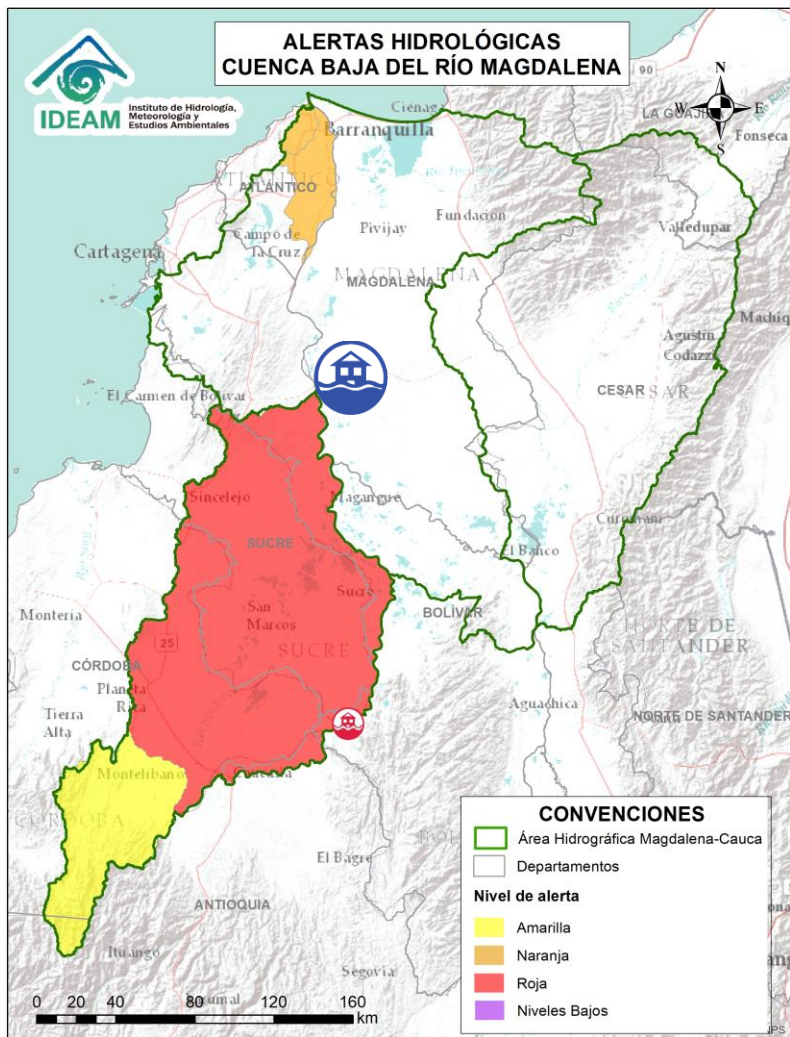 ALERTAS HIDROLÓGICAS
CUENCA BAJA DEL RÍO MAGDALENA
IDEAM
Instituto de Hidrología,
Meteorología y
Estudios Ambientales
N
W
E
S
90
Ciénaga
LA GUAJIRA
Barranquilla
Fonseca
ATLÁNTICO
Fundación
Pivijay
Valledupar
Campo de
la Cruz
Cartagena
MAGDALENA
MAGDALENA
Agustín
Codazzi
CESAR
CESAR
El Carmen de Bolívar
Sincelejo
Magangue
Curumaní
SUCRE
El Banco
Sucre
San
Marcos
BOLÍVAR
Montería
SUCRE
NORTE DE
SANTANDER
25
CÓRDOBA
Planeta
Rica
Aguachica
Tierra
Alta
NORTE DE SANTANDER
Montelibano
CÓRDOBA
El Bagre
ANTIOQUIA
Ituango
Segovia
CONVENCIONES
Área Hidrográfica Magdalena-Cauca
Departamentos
Nivel de alerta
Amarilla
Naranja
Roja
Niveles Bajos
0 20 40 80 120 160
km